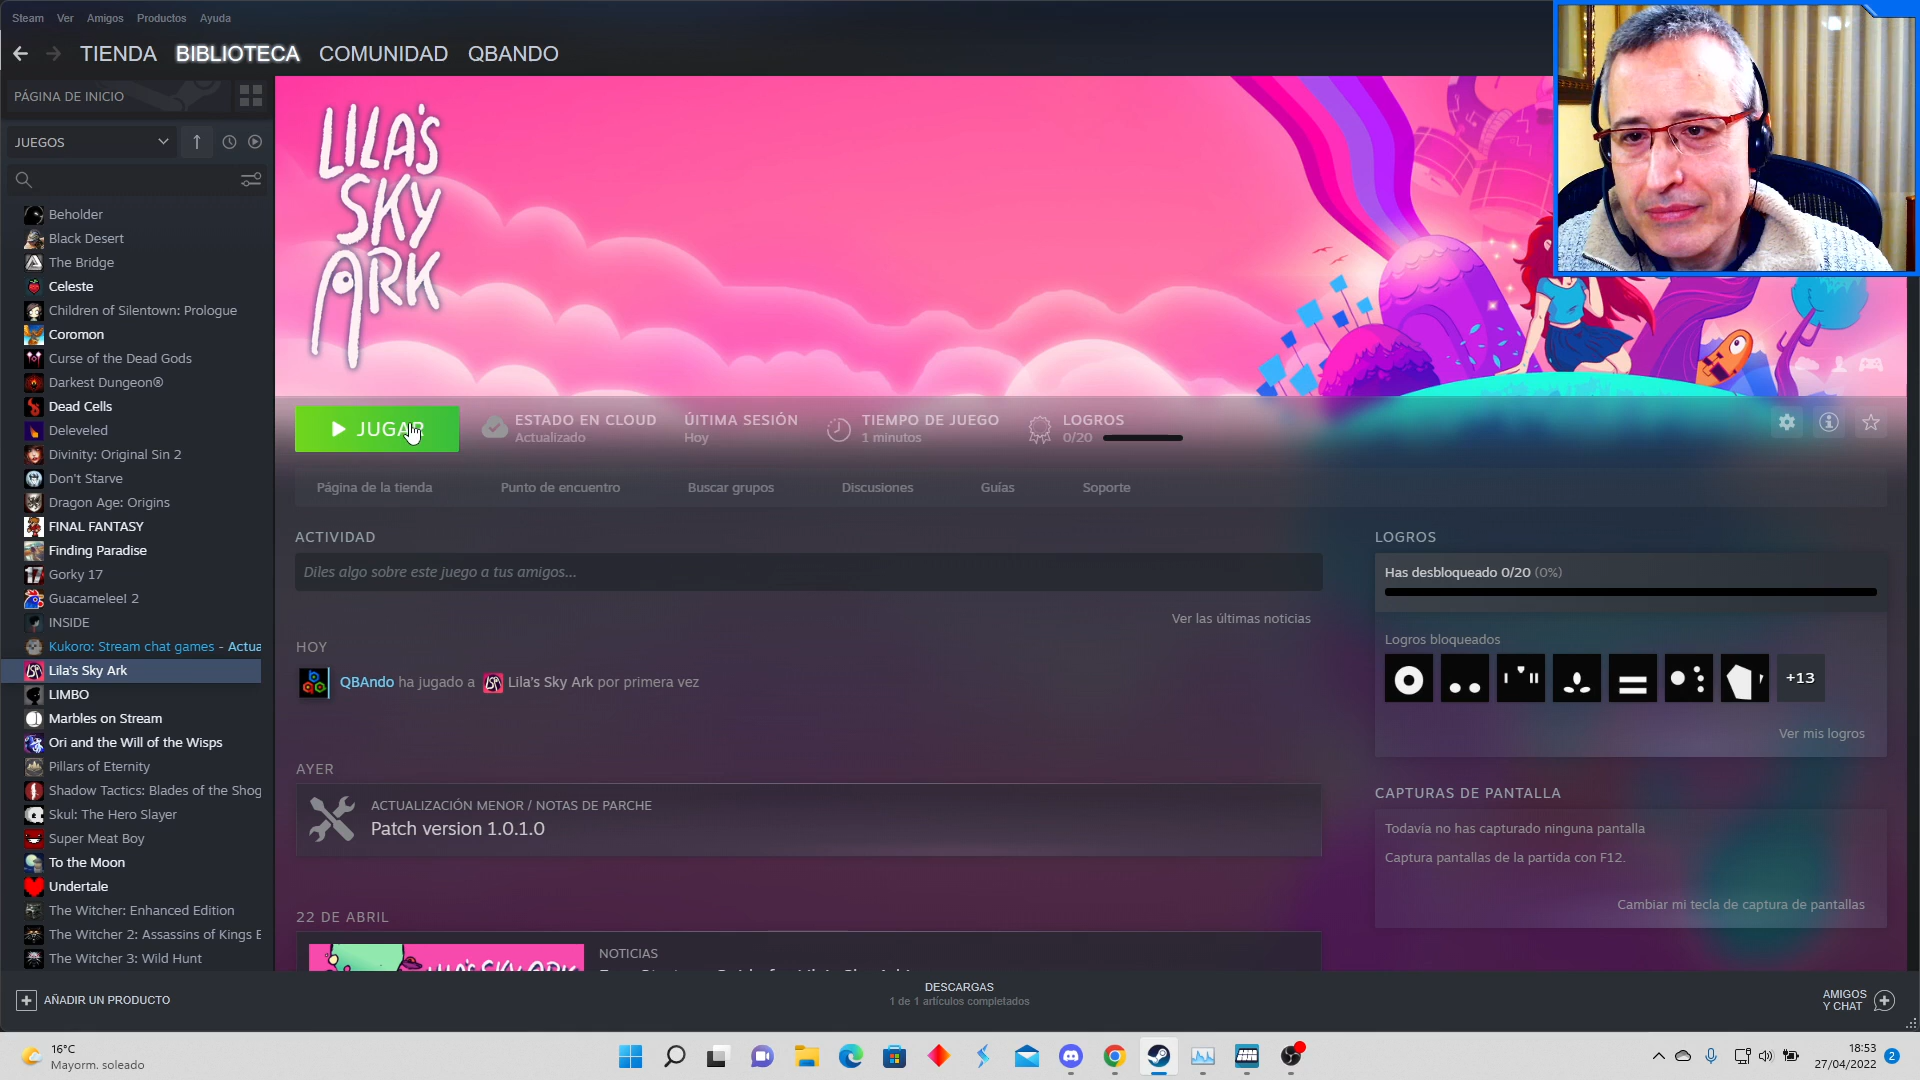 Steam Ver Amigos Productos Ayuda
TIENDA BIBLIOTECA COMUNIDAD QBANDO
PÁGINA DE INICIO
JUEGOS
Beholder
Black Desert
The Bridge
Celeste
Children of Silentown: Prologue
Coromon
Curse of the Dead Gods
Darkest Dungeon®
Dead Cells
Deleveled
Divinity: Original Sin 2
Don't Starve
Dragon Age: Origins
FINAL FANTASY
Finding Paradise
Gorky 17
Guacamelee! 2
INSIDE
Kukoro: Stream chat games - Actua
Lila's Sky Ark
LIMBO
Marbles on Stream
Ori and the Will of the Wisps
Pillars of Eternity
Shadow Tactics: Blades of the Shog
Skul: The Hero Slayer
Super Meat Boy
To the Moon
Undertale
The Witcher: Enhanced Edition
The Witcher 2: Assassins of Kings E
The Witcher 3: Wild Hunt
AÑADIR UN PRODUCTO
LILA'S
SKY
ARK
JUGAR
ESTADO EN CLOUD
Actualizado
ÚlTIMA SESIÓN
Hoy
TIEMPO DE JUEGO
1 minutos
LOGROS
0/20
Página de la tienda Punto de encuentro Buscar grupos Discusiones Guías Soporte
ACTIVIDAD
Diles algo sobre este juego a tus amigos...
Ver las últimas noticias
HOY
QBAndo ha jugado a Lila's Sky Ark por primera vez
AYER
ACTUALIZACIÓN MENOR / NOTAS DE PARCHE
Patch version 1.0.1.0
22 DE ABRIL
LILA'S SKY ARK
NOTICIAS
LOGROS
Has desbloqueado 0/20 (0%)
Logros bloqueados
+13
Ver mis logros
CAPTURAS DE PANTALLA
Todavía no has capturado ninguna pantalla
Captura pantallas de la partida con F12.
Cambiar mi tecla de captura de pantallas
DESCARGAS
1 de 1 artículos completados
AMIGOS
Y CHAT
16°C
Mayorm. soleado
18:53
27/04/2022
2